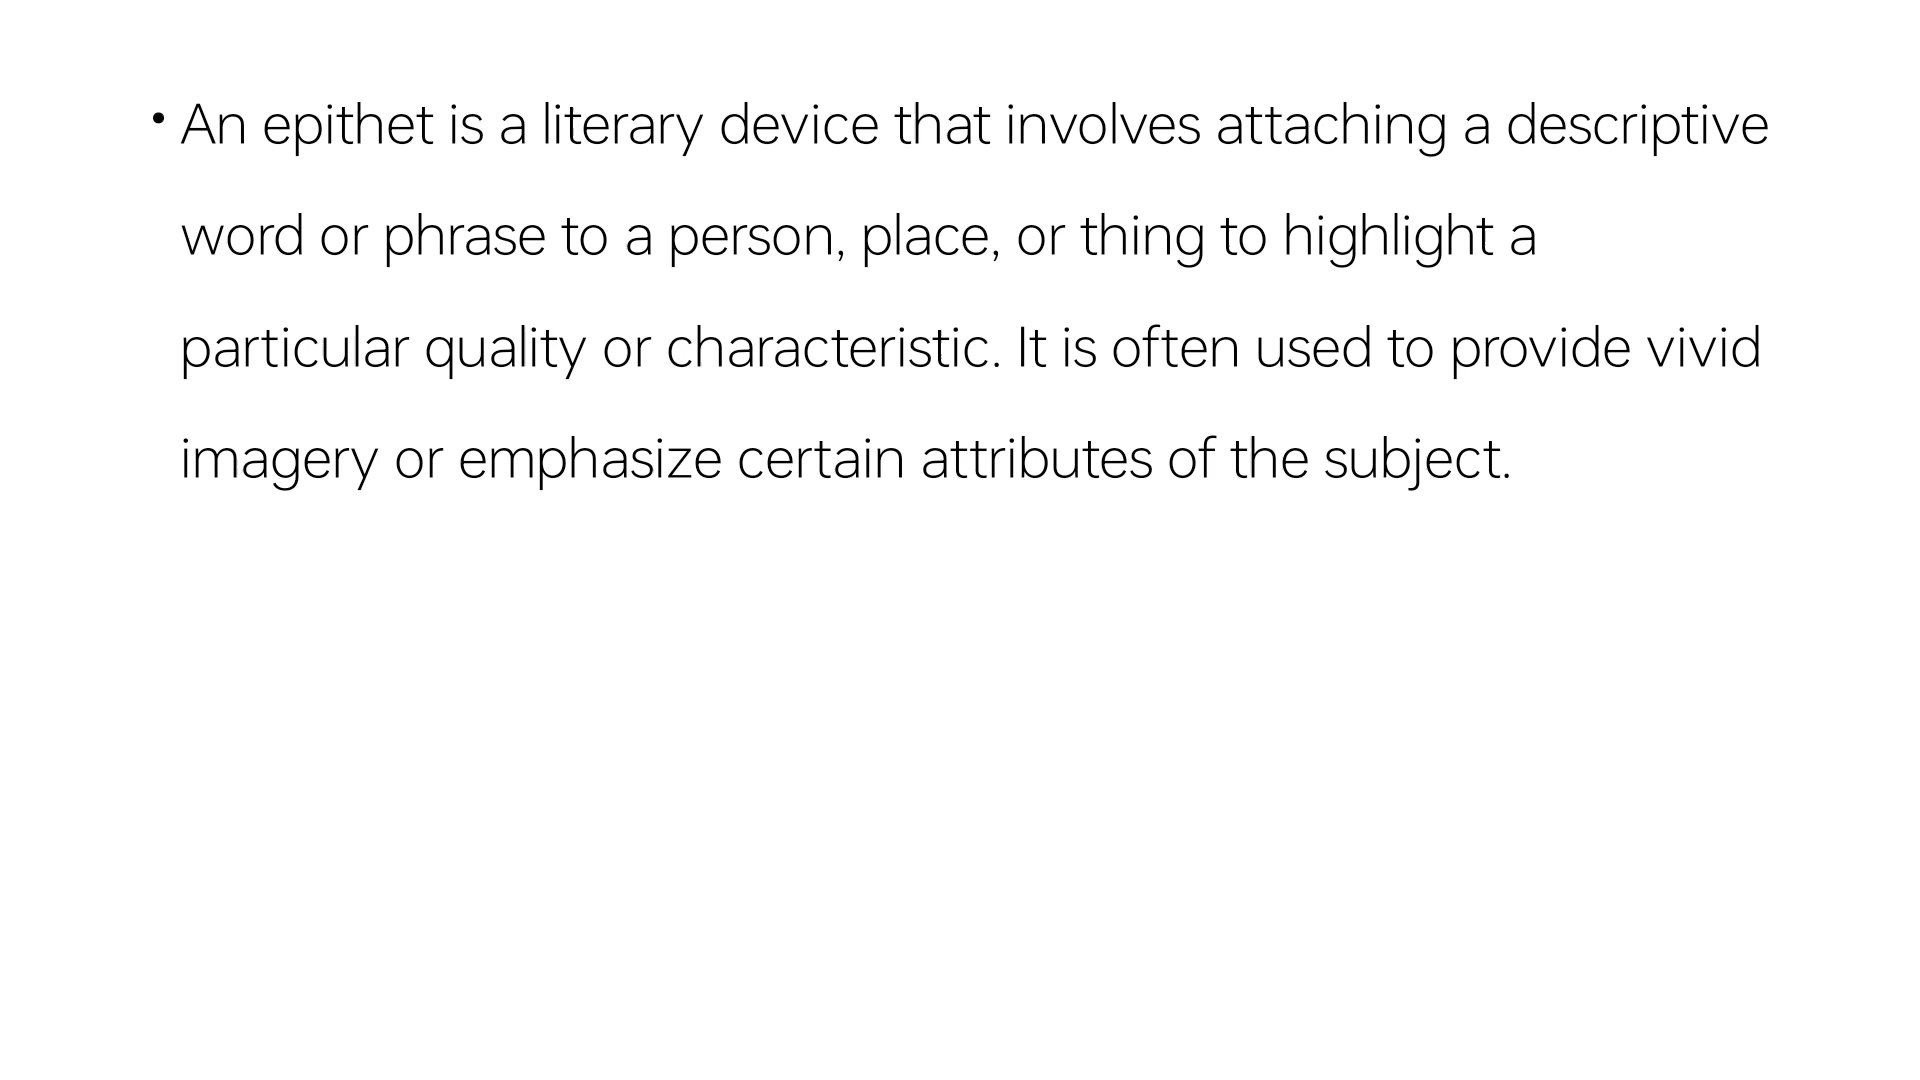 • An epithet is a literary device that involves attaching a descriptive
word or phrase to a person, place, or thing to highlight a
particular quality or characteristic. It is often used to provide vivid
imagery or emphasize certain attributes of the subject.